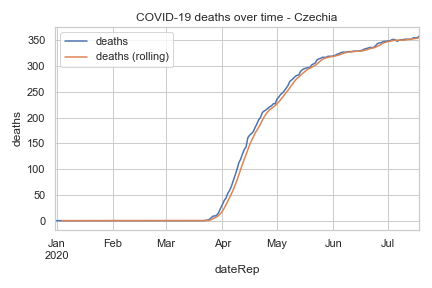 COVID-19 deaths over time - Czechia
deaths
deaths (rolling)
350
300
250
200
150
100
50
0
deaths
Jan Feb Mar Apr May Jun Jul
2020
dateRep